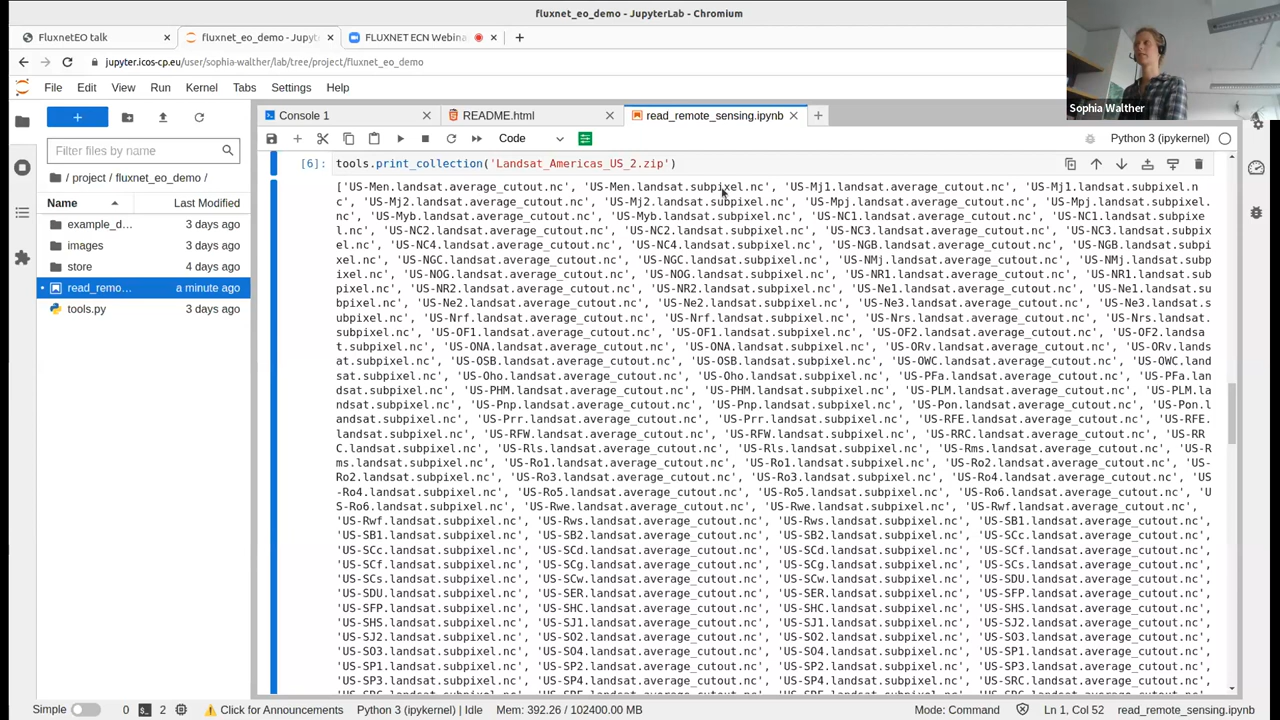 fluxnet_eo_demo - JupyterLab - Chromium
FluxnetEO talk
fluxnet_eo_demo - Jupyte
FLUXNET ECN Webina
jupyter.icos-cp.eu/user/sophia-walther/lab/tree/project/fluxnet_eo_demo
Sophia Walther
File Edit View Run Kernel Tabs Settings Help
Console 1
README.html
read_remote_sensing.ipynb
Code
Python 3 (ipykernel)
Filter files by name
/ project / fluxnet_eo_demo /
Name Last Modified
example_d... 3 days ago
images 3 days ago
store 4 days ago
read_remo... a minute ago
tools.py 3 days ago
[6]: tools.print_collection('Landsat_Americas_US_2.zip')
['US-Men.landsat.average_cutout.nc', 'US-Men.landsat.subpixel.nc', 'US-Mj1.landsat.average_cutout.nc', 'US-Mj1.landsat.subpixel.n
c', 'US-Mj2.landsat.average_cutout.nc', 'US-Mj2.landsat.subpixel.nc', 'US-Mpj.landsat.average_cutout.nc', 'US-Mpj.landsat.subpixel.
nc', 'US-Myb.landsat.average_cutout.nc', 'US-Myb.landsat.subpixel.nc', 'US-NC1.landsat.average_cutout.nc', 'US-NC1.landsat.subpixe
l.nc', 'US-NC2.landsat.average_cutout.nc', 'US-NC2.landsat.subpixel.nc', 'US-NC3.landsat.average_cutout.nc', 'US-NC3.landsat.subpix
el.nc', 'US-NC4.landsat.average_cutout.nc', 'US-NC4.landsat.subpixel.nc', 'US-NGB.landsat.average_cutout.nc', 'US-NGB.landsat.subpi
xel.nc', 'US-NGC.landsat.average_cutout.nc', 'US-NGC.landsat.subpixel.nc', 'US-NMj.landsat.average_cutout.nc', 'US-NMj.landsat.subp
ixel.nc', 'US-NOG.landsat.average_cutout.nc', 'US-NOG.landsat.subpixel.nc', 'US-NR1.landsat.average_cutout.nc', 'US-NR1.landsat.sub
pixel.nc', 'US-NR2.landsat.average_cutout.nc', 'US-NR2.landsat.subpixel.nc', 'US-Ne1.landsat.average_cutout.nc', 'US-Ne1.landsat.su
bpixel.nc', 'US-Ne2.landsat.average_cutout.nc', 'US-Ne2.landsat.subpixel.nc', 'US-Ne3.landsat.average_cutout.nc', 'US-Ne3.landsat.s
ubpixel.nc', 'US-Nrf.landsat.average_cutout.nc', 'US-Nrf.landsat.subpixel.nc', 'US-Nrs.landsat.average_cutout.nc', 'US-Nrs.landsat.
subpixel.nc', 'US-OF1.landsat.average_cutout.nc', 'US-OF1.landsat.subpixel.nc', 'US-OF2.landsat.average_cutout.nc', 'US-OF2.landsa
t.subpixel.nc', 'US-ONA.landsat.average_cutout.nc', 'US-ONA.landsat.subpixel.nc', 'US-ORv.landsat.average_cutout.nc', 'US-ORv.lands
at.subpixel.nc', 'US-OSB.landsat.average_cutout.nc', 'US-OSB.landsat.subpixel.nc', 'US-OWC.landsat.average_cutout.nc', 'US-OWC.land
sat.subpixel.nc', 'US-Oho.landsat.average_cutout.nc', 'US-Oho.landsat.subpixel.nc', 'US-PFa.landsat.average_cutout.nc', 'US-PFa.lan
dsat.subpixel.nc', 'US-PHM.landsat.average_cutout.nc', 'US-PHM.landsat.subpixel.nc', 'US-PLM.landsat.average_cutout.nc', 'US-PLM.la
ndsat.subpixel.nc', 'US-Pnp.landsat.average_cutout.nc', 'US-Pnp.landsat.subpixel.nc', 'US-Pon.landsat.average_cutout.nc', 'US-Pon.l
andsat.subpixel.nc', 'US-Prr.landsat.average_cutout.nc', 'US-Prr.landsat.subpixel.nc', 'US-RFE.landsat.average_cutout.nc', 'US-RFE.
landsat.subpixel.nc', 'US-RFW.landsat.average_cutout.nc', 'US-RFW.landsat.subpixel.nc', 'US-RRC.landsat.average_cutout.nc', 'US-RR
C.landsat.subpixel.nc', 'US-Rls.landsat.average_cutout.nc', 'US-Rls.landsat.subpixel.nc', 'US-Rms.landsat.average_cutout.nc', 'US-R
ms.landsat.subpixel.nc', 'US-Ro1.landsat.average_cutout.nc', 'US-Ro1.landsat.subpixel.nc', 'US-Ro2.landsat.average_cutout.nc', 'US-
Ro2.landsat.subpixel.nc', 'US-Ro3.landsat.average_cutout.nc', 'US-Ro3.landsat.subpixel.nc', 'US-Ro4.landsat.average_cutout.nc', 'US
-Ro4.landsat.subpixel.nc', 'US-Ro5.landsat.average_cutout.nc', 'US-Ro5.landsat.subpixel.nc', 'US-Ro6.landsat.average_cutout.nc', 'U
S-Ro6.landsat.subpixel.nc', 'US-Rwe.landsat.average_cutout.nc', 'US-Rwe.landsat.subpixel.nc', 'US-Rwf.landsat.average_cutout.nc',
'US-Rwf.landsat.subpixel.nc', 'US-Rws.landsat.average_cutout.nc', 'US-Rws.landsat.subpixel.nc', 'US-SB1.landsat.average_cutout.nc',
'US-SB1.landsat.subpixel.nc', 'US-SB2.landsat.average_cutout.nc', 'US-SB2.landsat.subpixel.nc', 'US-SCc.landsat.average_cutout.nc',
'US-SCc.landsat.subpixel.nc', 'US-SCd.landsat.average_cutout.nc', 'US-SCd.landsat.subpixel.nc', 'US-SCf.landsat.average_cutout.nc',
'US-SCf.landsat.subpixel.nc', 'US-SCg.landsat.average_cutout.nc', 'US-SCg.landsat.subpixel.nc', 'US-SCs.landsat.average_cutout.nc',
'US-SCs.landsat.subpixel.nc', 'US-SCw.landsat.average_cutout.nc', 'US-SCw.landsat.subpixel.nc', 'US-SDU.landsat.average_cutout.nc',
'US-SDU.landsat.subpixel.nc', 'US-SER.landsat.average_cutout.nc', 'US-SER.landsat.subpixel.nc', 'US-SFP.landsat.average_cutout.nc',
'US-SFP.landsat.subpixel.nc', 'US-SHC.landsat.average_cutout.nc', 'US-SHC.landsat.subpixel.nc', 'US-SHS.landsat.average_cutout.nc',
'US-SHS.landsat.subpixel.nc', 'US-SJ1.landsat.average_cutout.nc', 'US-SJ1.landsat.subpixel.nc', 'US-SJ2.landsat.average_cutout.nc',
'US-SJ2.landsat.subpixel.nc', 'US-SO2.landsat.average_cutout.nc', 'US-SO2.landsat.subpixel.nc', 'US-SO3.landsat.average_cutout.nc',
'US-SO3.landsat.subpixel.nc', 'US-SO4.landsat.average_cutout.nc', 'US-SO4.landsat.subpixel.nc', 'US-SP1.landsat.average_cutout.nc',
'US-SP1.landsat.subpixel.nc', 'US-SP2.landsat.average_cutout.nc', 'US-SP2.landsat.subpixel.nc', 'US-SP3.landsat.average_cutout.nc',
'US-SP3.landsat.subpixel.nc', 'US-SP4.landsat.average_cutout.nc', 'US-SP4.landsat.subpixel.nc', 'US-SRC.landsat.average_cutout.nc',
Simple 0 2 Click for Announcements Python 3 (ipykernel) | Idle Mem: 392.26 / 102400.00 MB Mode: Command Ln 1, Col 52 read_remote_sensing.ipynb